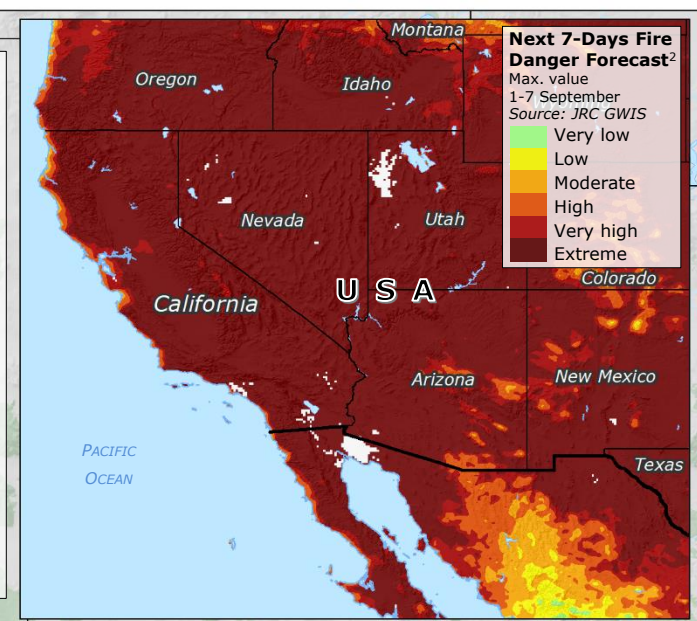 Montana
Next 7-Days Fire
Danger Forecast²
Max. value
1-7 September
Source: JRC GWIS
Very low
Low
Moderate
High
Very high
Extreme
Oregon
Idaho
Wyoming
Nevada
Utah
Colorado
USA
California
Arizona
New Mexico
PACIFIC
OCEAN
Texas